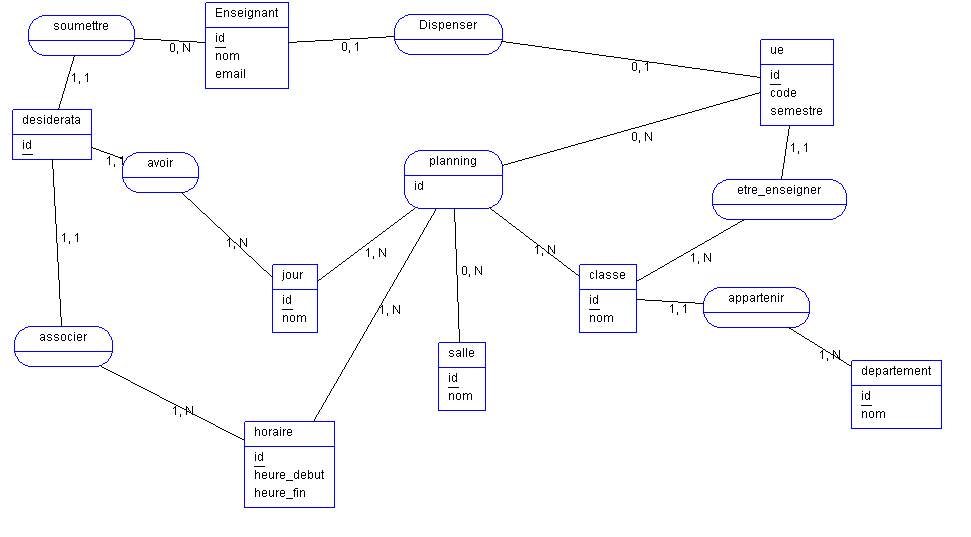 Enseignant
id
nom
email
soumettre
0, N
0, 1
Dispenser
0, 1
ue
id
code
semestre
1, 1
desiderata
id
1, 1
avoir
planning
id
0, N
1, 1
etre_enseigner
1, 1
1, N
1, N
0, N
1, N
1, N
jour
id
nom
classe
id
nom
1, 1
appartenir
1, N
associer
1, N
salle
id
nom
1, N
departement
id
nom
horaire
id
heure_debut
heure_fin